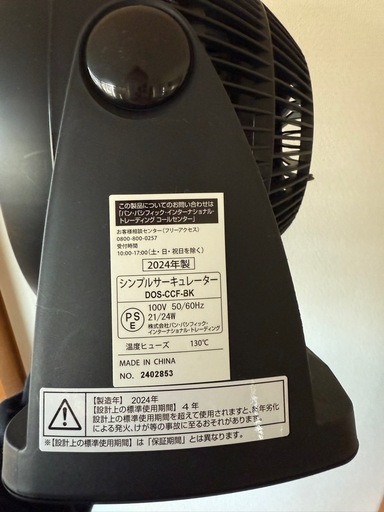 この製品についてのお問い合わせは
「パン・パシフィック・インターナショナル・
トレーディング コールセンター」
お客様相談センター(フリーアクセス)
0800-800-0257
受付時間
10:00-17:00(土・日・祝日を除く)
2024年製
シンプルサーキュレーター
DOS-CCF-BK
100V 50/60Hz
21/24W
PS
E
株式会社パン・パシフィック・
インターナショナル・トレーディング
温度ヒューズ 130℃
MADE IN CHINA
NO. 2402853
【製造年】 2024年
【設計上の標準使用期間】 4 年
設計上の標準使用期間を超えて使用されますと、経年劣化
による発火、けが等の事故に至るおそれがあります。
※【設計上の標準使用期間】は「保証期間」とは異なります。